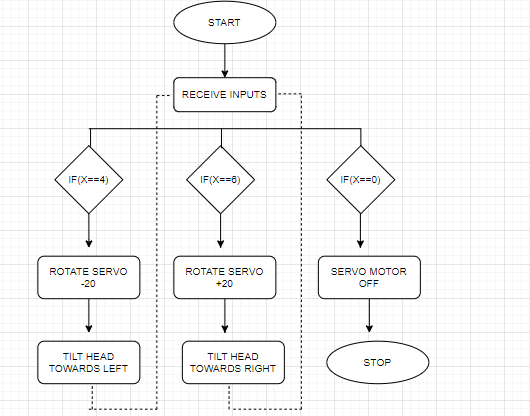 START
RECEIVE INPUTS
IF(X==4)
IF(X==6)
IF(X==0)
ROTATE SERVO
-20
ROTATE SERVO
+20
SERVO MOTOR
OFF
TILT HEAD
TOWARDS LEFT
TILT HEAD
TOWARDS RIGHT
STOP